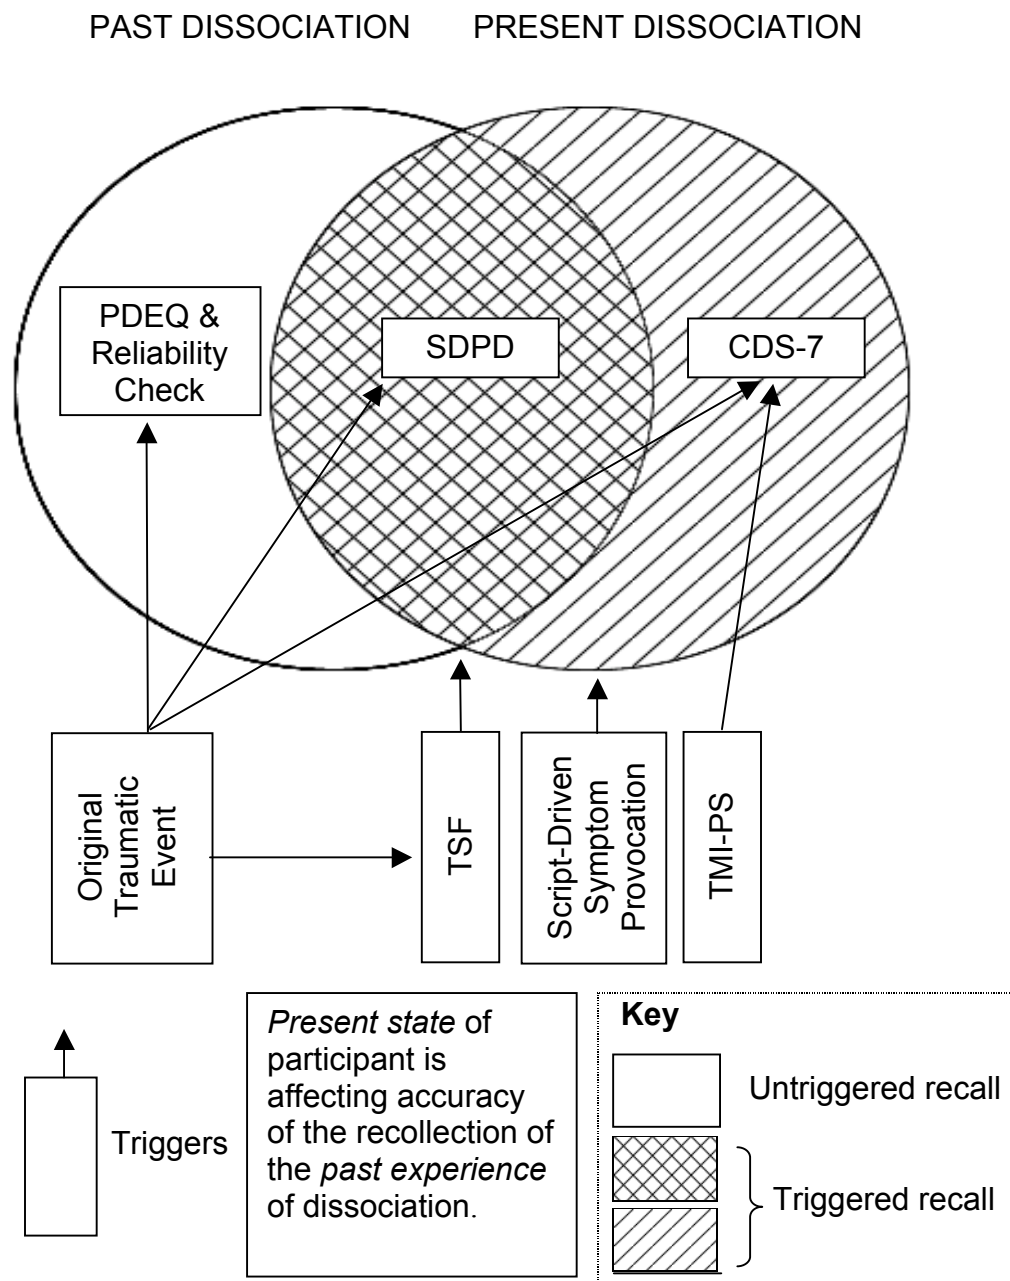 PAST DISSOCIATION PRESENT DISSOCIATION
PDEQ &
Reliability
Check
SDPD
CDS-7
Original
Traumatic
Event
TSF
Script-Driven
Symptom
Provocation
TMI-PS
Triggers
Present state of
participant is
affecting accuracy
of the recollection of
the past experience
of dissociation.
Key
Untriggered recall
Triggered recall